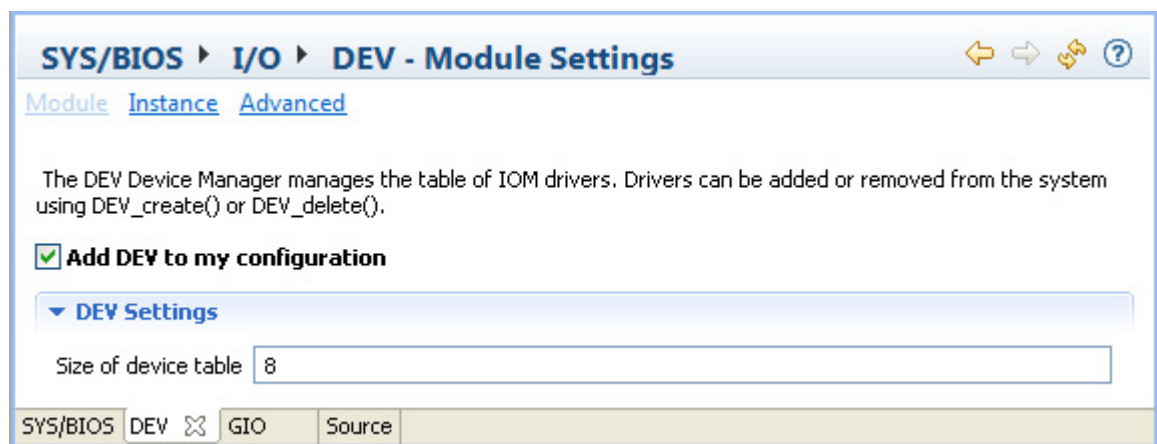 SYS/BIOS ▸ I/O ▸ DEV - Module Settings
Module Instance Advanced
The DEV Device Manager manages the table of IOM drivers. Drivers can be added or removed from the system
using DEV_create() or DEV_delete().
Add DEV to my configuration
DEV Settings
Size of device table 8
SYS/BIOS DEV GIO Source